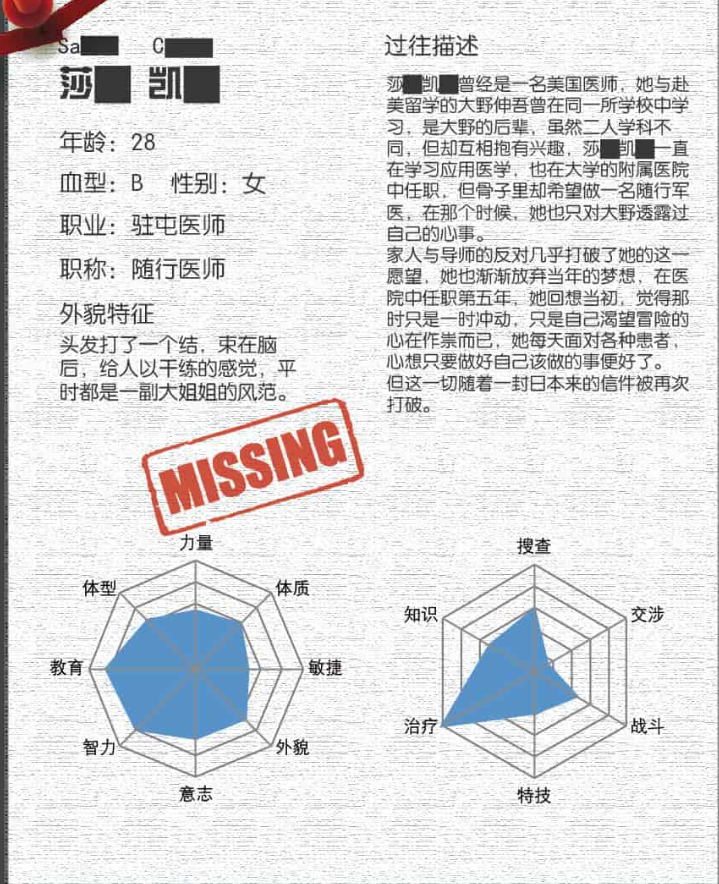 Sa██ C██
莎█ 凯█
年龄：28
血型：B 性别：女
职业：驻屯医师
职称：随行医师
外貌特征
头发打了一个结，束在脑
后，给人以干练的感觉，平
时都是一副大姐姐的风范。
过往描述
莎█凯█曾经是一名美国医师，她与赴
美留学的大野伸吾曾在同一所学校中学
习，是大野的后辈，虽然二人学科不
同，但却互相抱有兴趣，莎█凯█一直
在学习应用医学，也在大学的附属医院
中任职，但骨子里却希望做一名随行军
医，在那个时候，她也只对大野透露过
自己的心事。
家人与导师的反对几乎打破了她的这一
愿望，她也渐渐放弃当年的梦想，在医
院中任职第五年，她回想当初，觉得那
时只是一时冲动，只是自己渴望冒险的
心在作祟而已，她每天面对各种患者，
心想只要做好自己该做的事便好了。
但这一切随着一封日本来的信件被再次
打破。
MISSING
力量
体型 体质
教育 敏捷
智力 外貌
意志
搜查
知识 交涉
治疗 战斗
特技